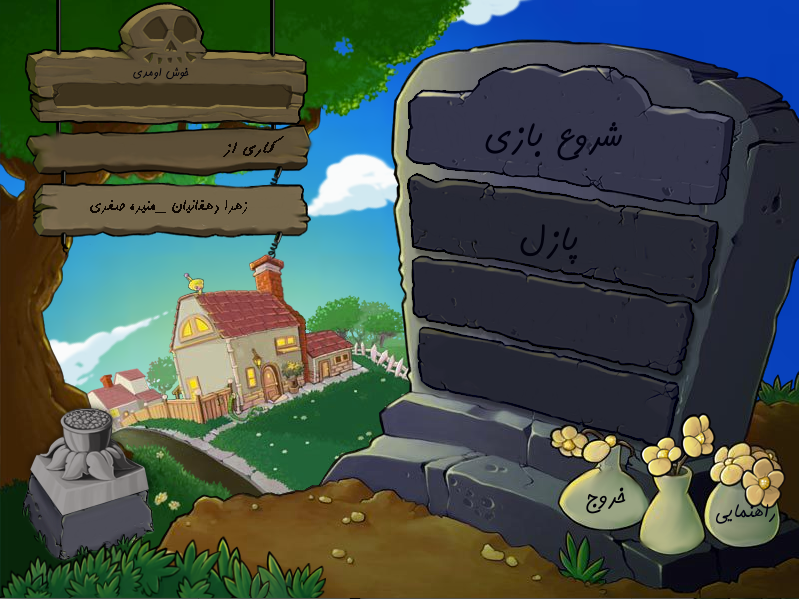 خوش اومدی
کاری از
زهرا دهقانیان _منیره صفری
شروع بازی
پازل
خروج
راهنمایی